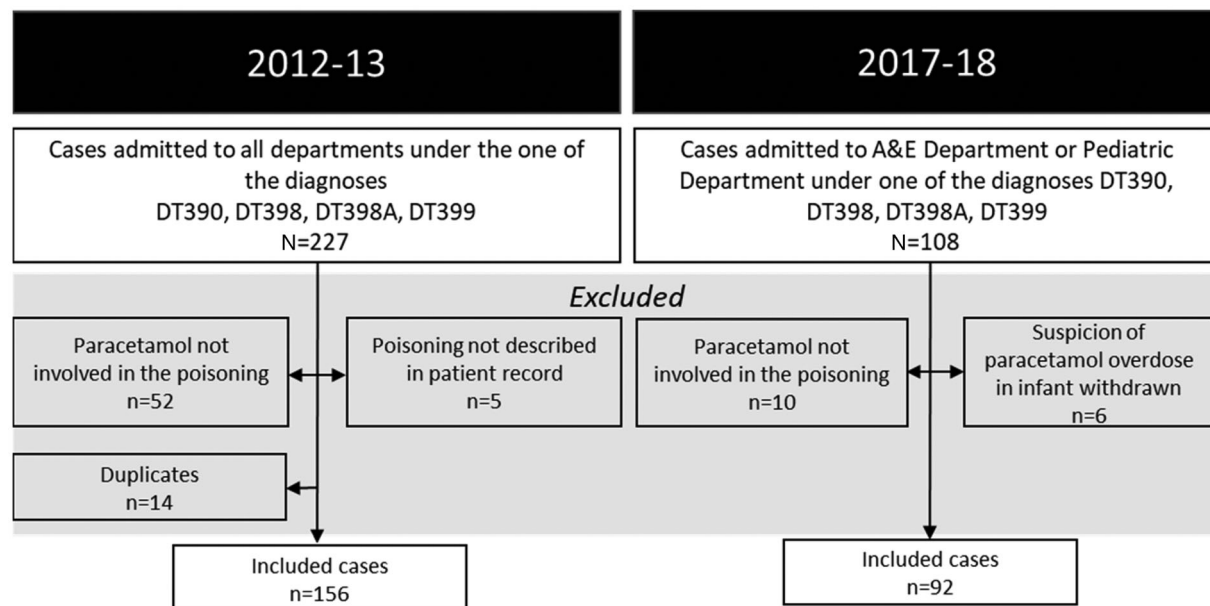 2012-13
2017-18
Cases admitted to all departments under the one of
the diagnoses
DT390, DT398, DT398A, DT399
N=227
Cases admitted to A&E Department or Pediatric
Department under one of the diagnoses DT390,
DT398, DT398A, DT399
N=108
Excluded
Paracetamol not
involved in the poisoning
n=52
Poisoning not described
in patient record
n=5
Paracetamol not
involved in the poisoning
n=10
Suspicion of
paracetamol overdose
in infant withdrawn
n=6
Duplicates
n=14
Included cases
n=156
Included cases
n=92